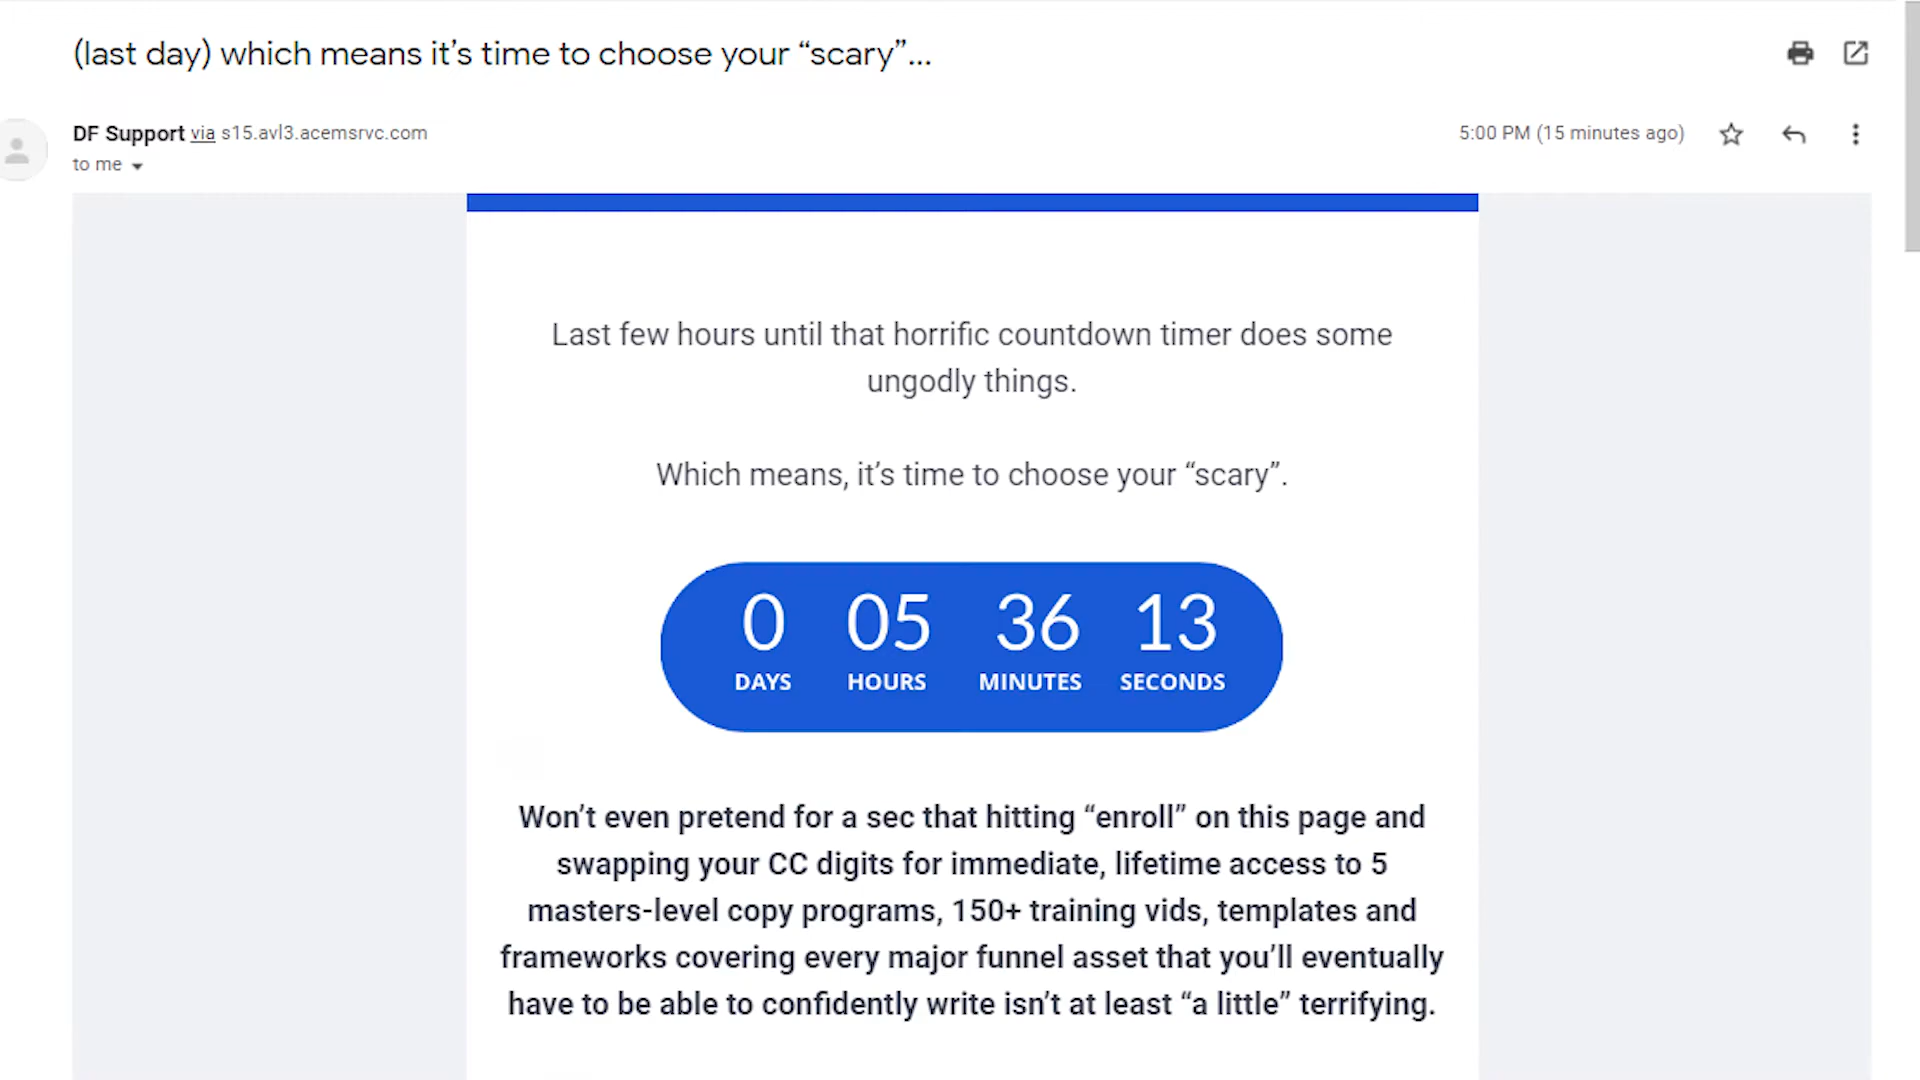 (last day) which means it’s time to choose your “scary”...
DF Support via s15.avl3.acemsrvc.com
5:00 PM (15 minutes ago)
to me
Last few hours until that horrific countdown timer does some
ungodly things.
Which means, it’s time to choose your “scary”.
0 05 36 13
DAYS HOURS MINUTES SECONDS
Won’t even pretend for a sec that hitting “enroll” on this page and
swapping your CC digits for immediate, lifetime access to 5
masters-level copy programs, 150+ training vids, templates and
frameworks covering every major funnel asset that you’ll eventually
have to be able to confidently write isn’t at least “a little” terrifying.